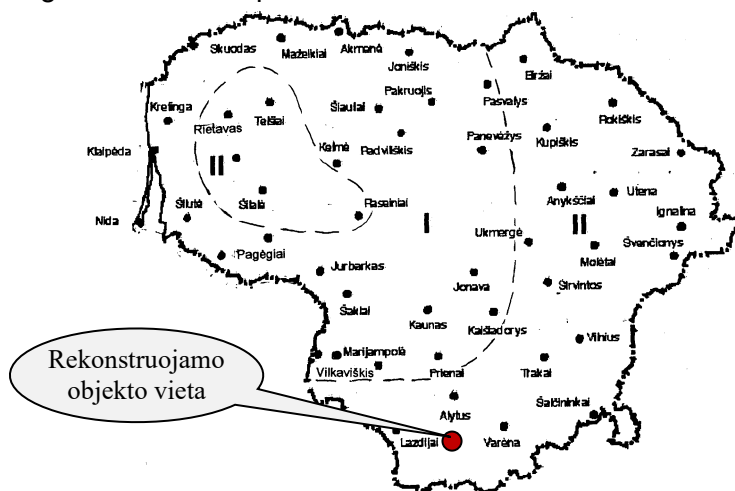 Skuodas
Mažeikiai
Akmenė
Joniškis
Biržai
Kretinga
Rietavas
Telšiai
Šiauliai
Pakruojis
Pasvalys
Rokiškis
Klaipėda
II
Kelmė
Radviliškis
Panevėžys
Kupiškis
Zarasai
Nida
Šilutė
Šilalė
Raseiniai
I
Anykščiai
Utena
II
Ignalina
Ukmergė
Pagėgiai
Molėtai
Švenčionys
Jurbarkas
Jonava
Širvintos
Šakiai
Kaunas
Kaišiadorys
Vilnius
Marijampolė
Vilkaviškis
Prienai
Trakai
Rekonstruojamo
objekto vieta
Alytus
Šalčininkai
Lazdijai
Varėna